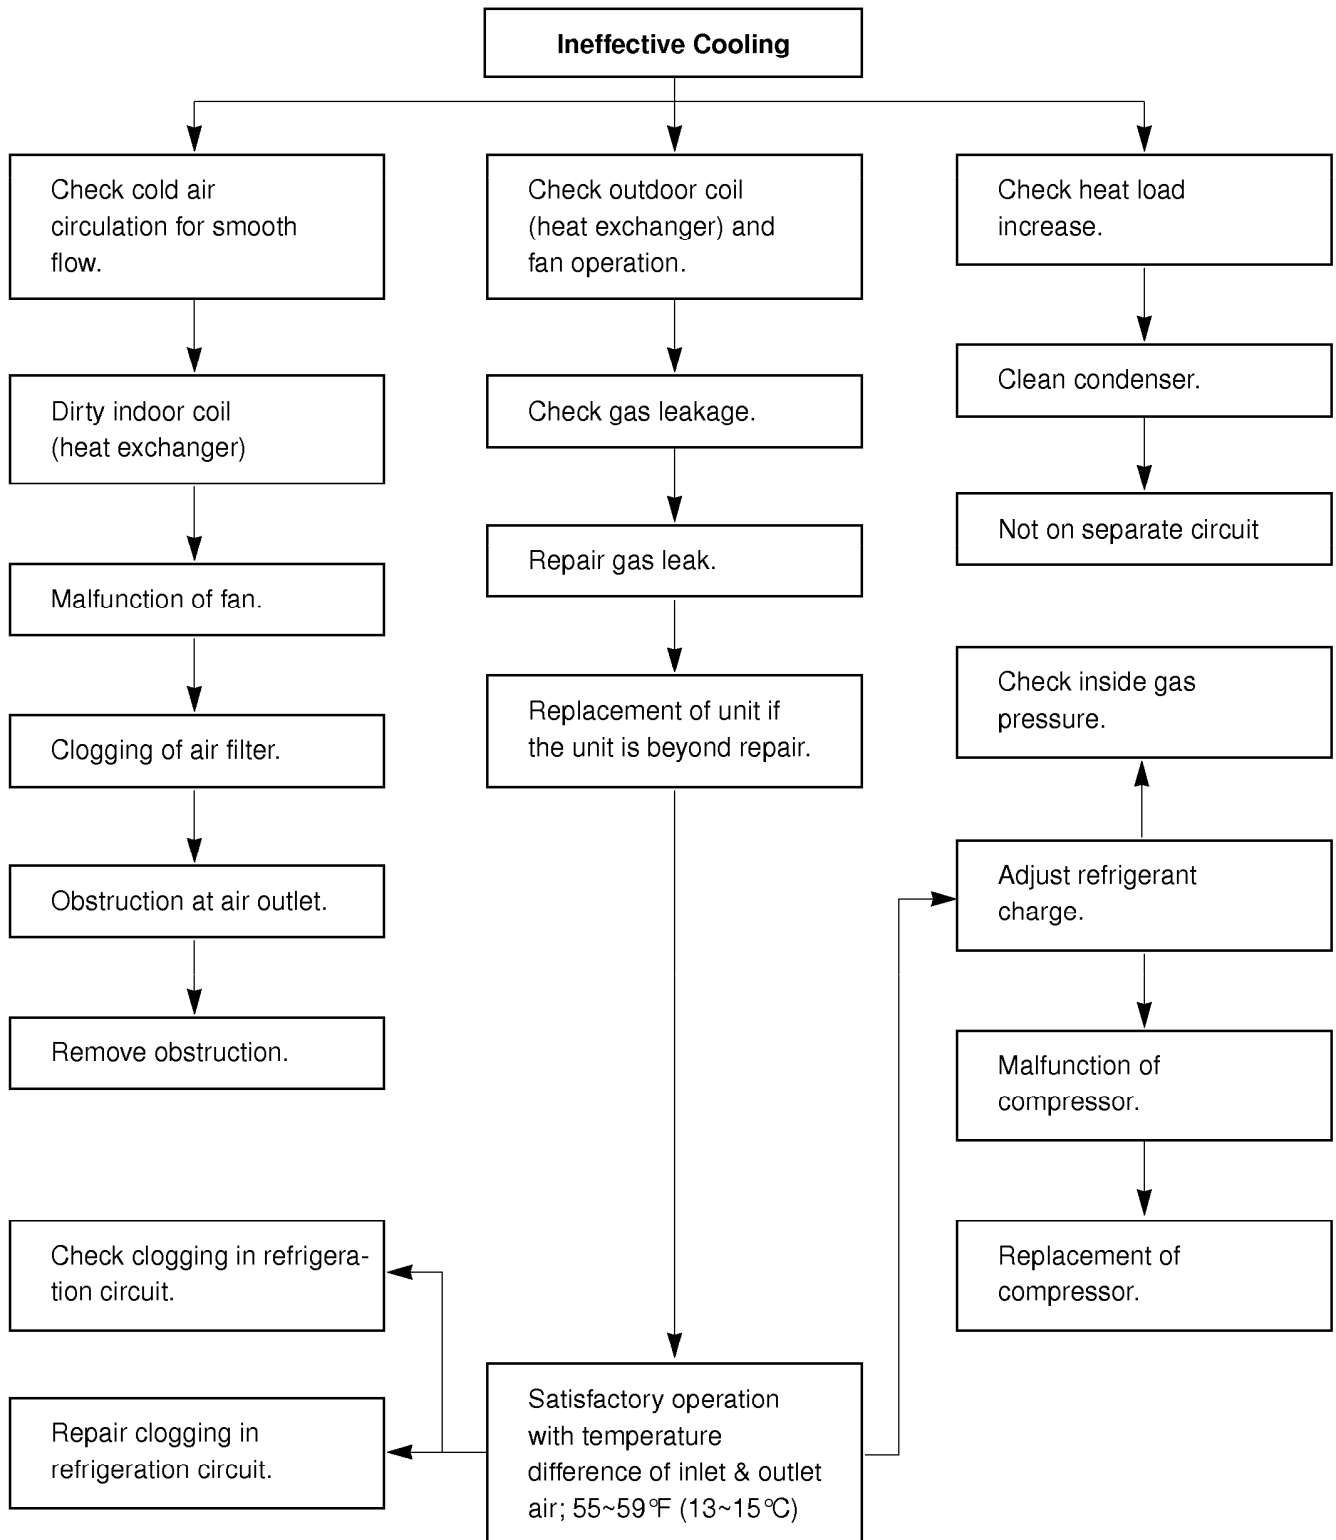 Ineffective Cooling
Check cold air
circulation for smooth
flow.
Dirty indoor coil
(heat exchanger)
Malfunction of fan.
Clogging of air filter.
Obstruction at air outlet.
Remove obstruction.
Check clogging in refrigera-
tion circuit.
Repair clogging in
refrigeration circuit.
Check outdoor coil
(heat exchanger) and
fan operation.
Check gas leakage.
Repair gas leak.
Replacement of unit if
the unit is beyond repair.
Satisfactory operation
with temperature
difference of inlet & outlet
air; 55~59°F (13~15°C)
Check heat load
increase.
Clean condenser.
Not on separate circuit
Check inside gas
pressure.
Adjust refrigerant
charge.
Malfunction of
compressor.
Replacement of
compressor.